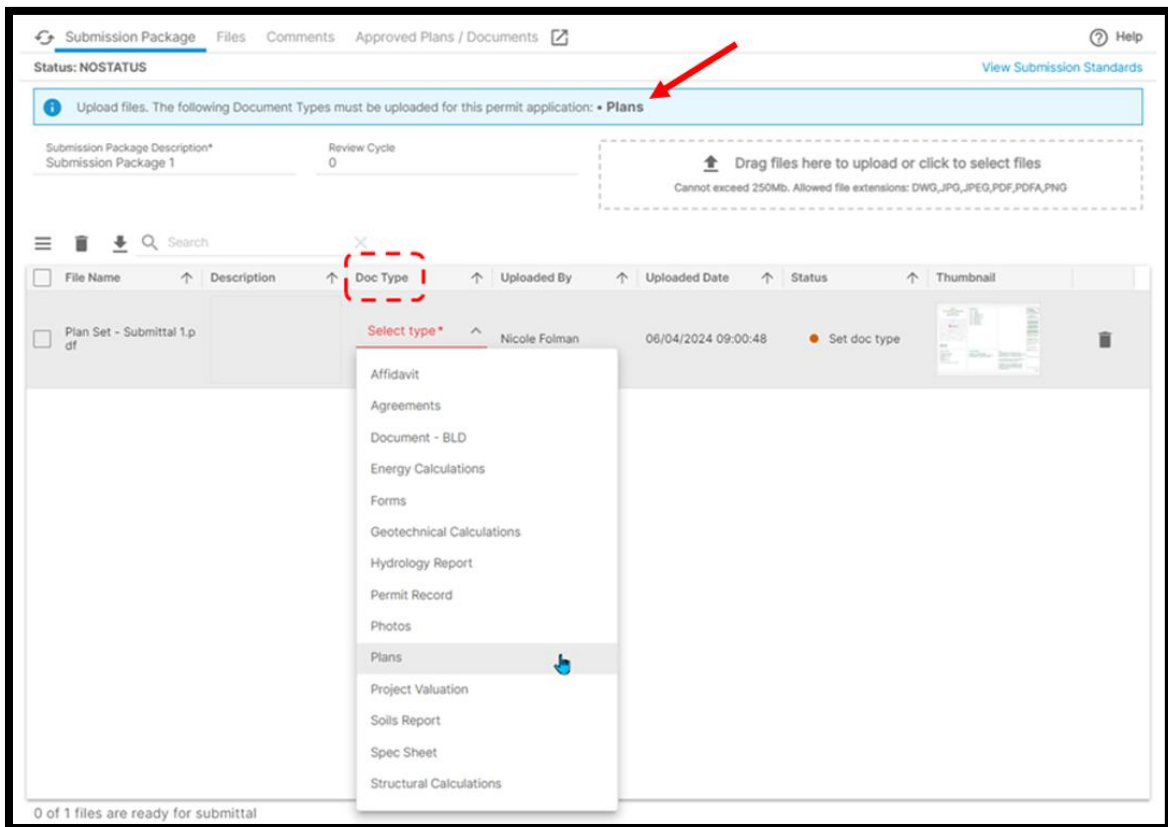 Submission Package Files Comments Approved Plans / Documents Help
Status: NOSTATUS View Submission Standards
Upload files. The following Document Types must be uploaded for this permit application: • Plans
Submission Package Description* Review Cycle
Submission Package 1 0
Drag files here to upload or click to select files
Cannot exceed 250Mb. Allowed file extensions: DWG,JPG,JPEG,PDF,PDFA,PNG
Search
File Name Description Doc Type Uploaded By Uploaded Date Status Thumbnail
Plan Set - Submittal 1.p
df
Select type* Nicole Folman 06/04/2024 09:00:48 Set doc type
Affidavit
Agreements
Document - BLD
Energy Calculations
Forms
Geotechnical Calculations
Hydrology Report
Permit Record
Photos
Plans
Project Valuation
Soils Report
Spec Sheet
Structural Calculations
0 of 1 files are ready for submittal